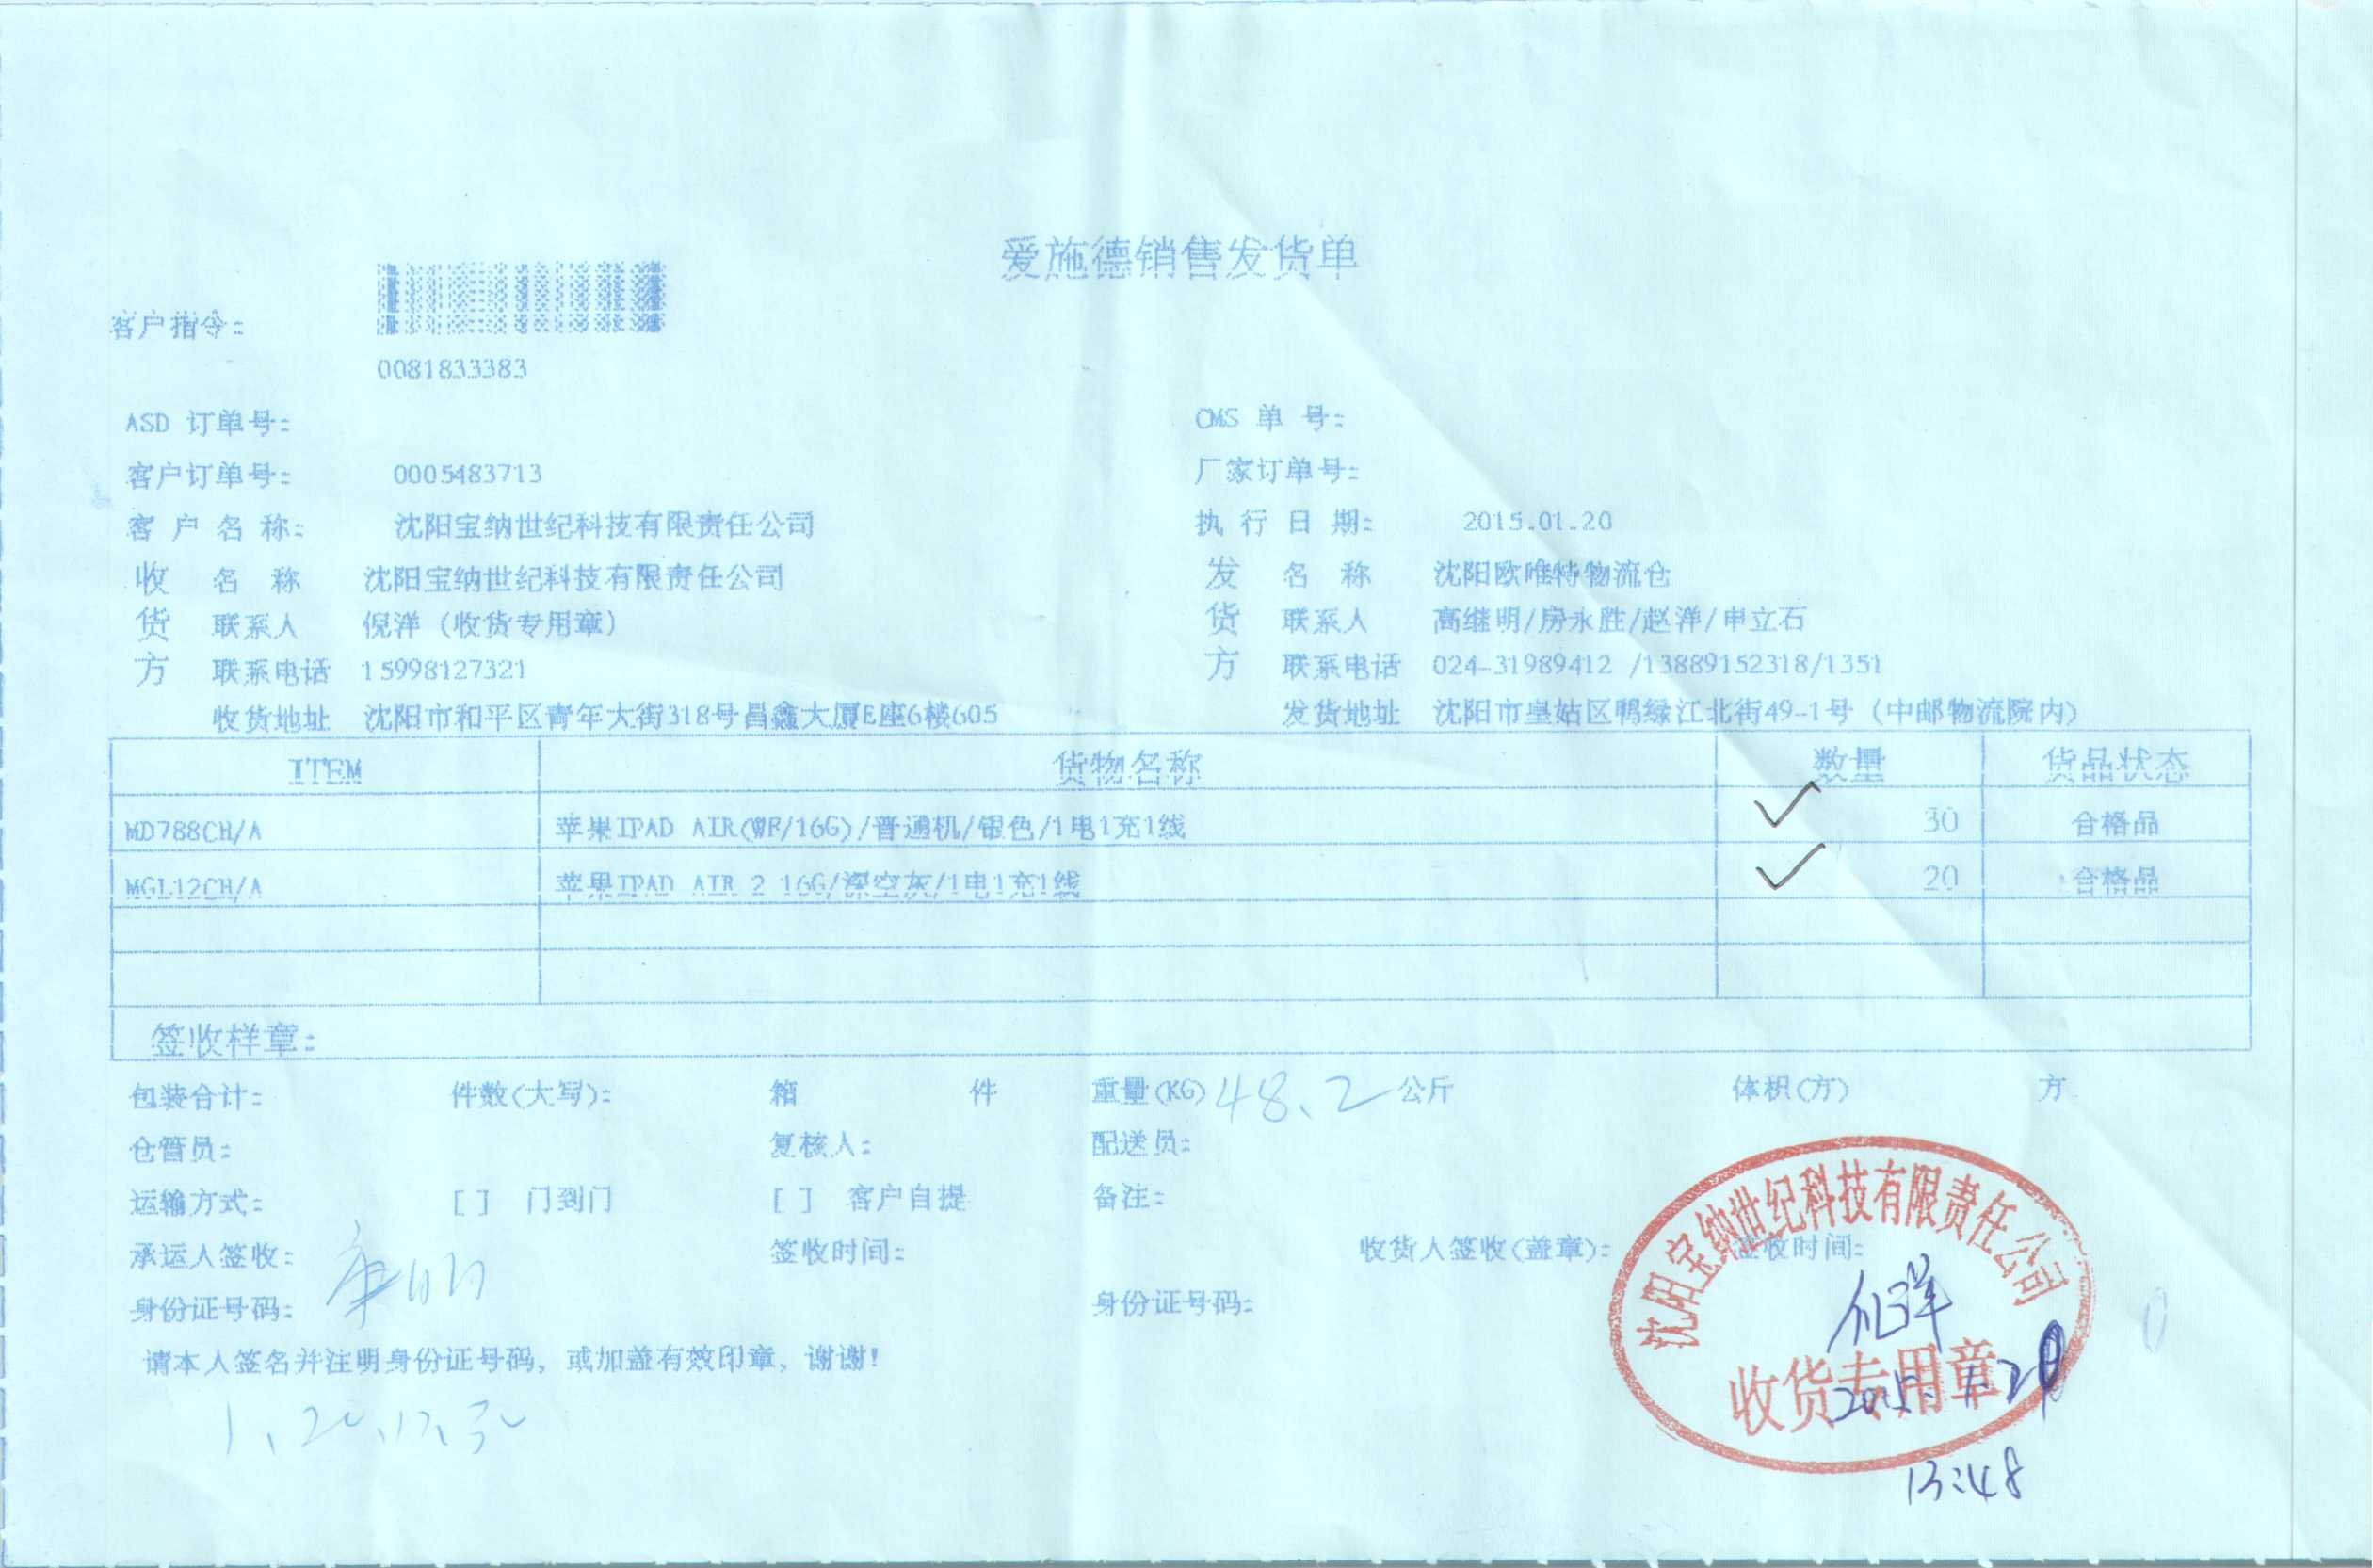 爱施德销售发货单
客户指令:
0081833383
ASD 订单号:
CMS 单 号:
客户订单号: 0005483713
厂家订单号:
客 户 名 称: 沈阳宝纳世纪科技有限责任公司
执 行 日 期: 2015.01.20
收货方
名 称 沈阳宝纳世纪科技有限责任公司
联系人 倪洋（收货专用章）
联系电话 15998127321
收货地址 沈阳市和平区青年大街318号昌鑫大厦E座6楼605
发货方
名 称 沈阳欧唯特物流仓
联系人 高继明/房永胜/赵洋/申立石
联系电话 024-31989412 /13889152318/1351
发货地址 沈阳市皇姑区鸭绿江北街49-1号（中邮物流院内）
ITEM 货物名称 数量 货品状态
MD788CH/A 苹果IPAD AIR(WF/16G)/普通机/银色/1电1充1线 ✓ 30 合格品
MGL12CH/A 苹果IPAD AIR 2 16G/深空灰/1电1充1线 ✓ 20 合格品
签收样章:
包装合计: 件数(大写): 箱 件 重量(KG) 48.2 公斤 体积(方) 方
仓管员: 复核人: 配送员:
运输方式: [ ] 门到门 [ ] 客户自提 备注:
承运人签收: 签收时间: 收货人签收(盖章): 签收时间:
身份证号码: 身份证号码:
请本人签名并注明身份证号码，或加盖有效印章，谢谢!
沈阳宝纳世纪科技有限责任公司
倪洋
收货专用章
2015.1.20
13:48